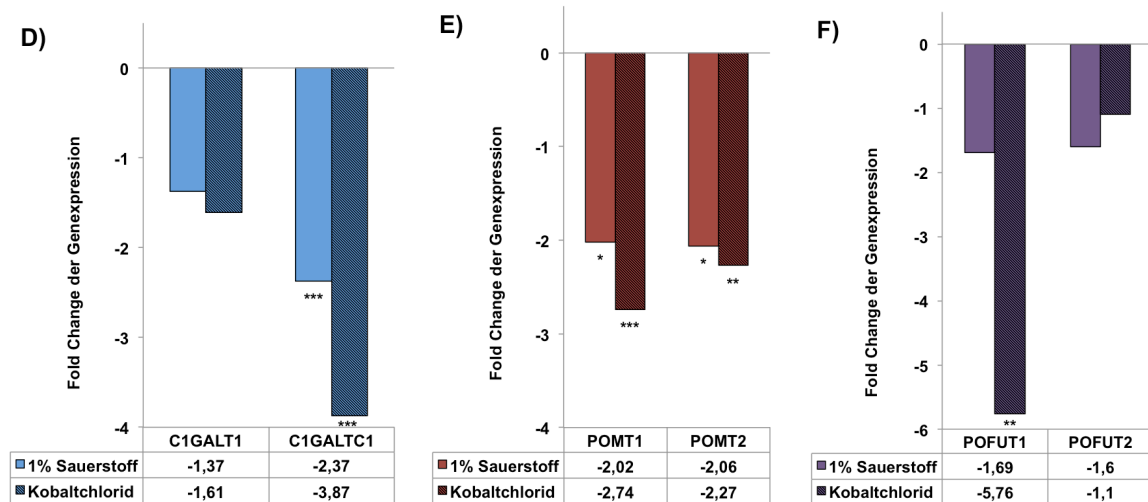 D)
Fold Change der Genexpression
0
-1
-2
-3
-4
***
***
C1GALT1 C1GALTC1
1% Sauerstoff -1,37 -2,37
Kobaltchlorid -1,61 -3,87
E)
Fold Change der Genexpression
0
-1
-2
-3
-4
*
***
*
**
POMT1 POMT2
1% Sauerstoff -2,02 -2,06
Kobaltchlorid -2,74 -2,27
F)
Fold Change der Genexpression
0
-1
-2
-3
-4
-5
-6
**
POFUT1 POFUT2
1% Sauerstoff -1,69 -1,6
Kobaltchlorid -5,76 -1,1